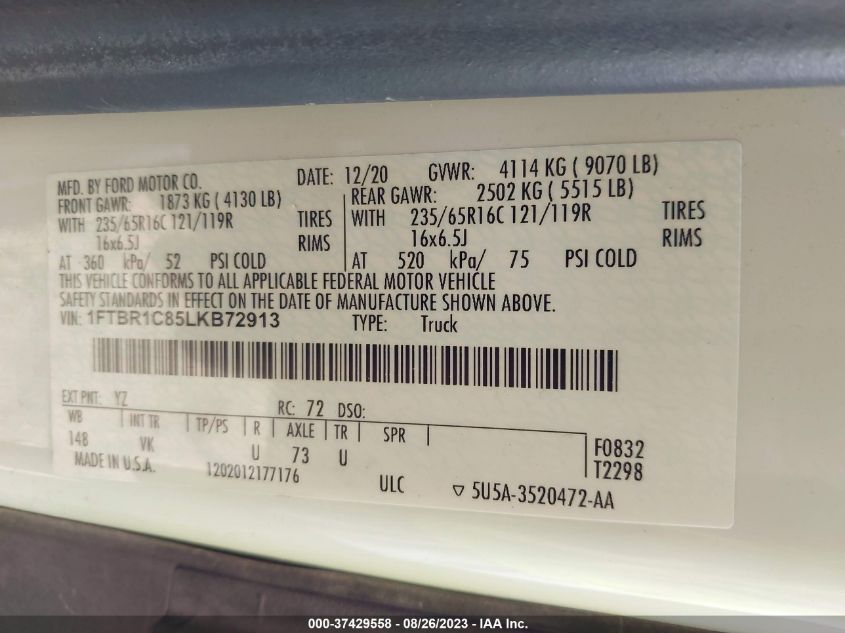 MFD. BY FORD MOTOR CO. DATE: 12/20 GVWR: 4114 KG ( 9070 LB)
FRONT GAWR: 1873 KG ( 4130 LB) REAR GAWR: 2502 KG ( 5515 LB)
WITH 235/65R16C 121/119R TIRES WITH 235/65R16C 121/119R TIRES
16x6.5J RIMS 16x6.5J RIMS
AT 360 kPa/ 52 PSI COLD AT 520 kPa/ 75 PSI COLD
THIS VEHICLE CONFORMS TO ALL APPLICABLE FEDERAL MOTOR VEHICLE
SAFETY STANDARDS IN EFFECT ON THE DATE OF MANUFACTURE SHOWN ABOVE.
VIN: 1FTBR1C85LKB72913 TYPE: Truck
EXT PNT: YZ RC: 72 DSO:
WB INT TR TP/PS R AXLE TR SPR
148 VK U 73 U F0832
T2298
MADE IN U.S.A. 1202012177176 ULC 5U5A-3520472-AA
000-37429558 - 08/26/2023 - IAA Inc.